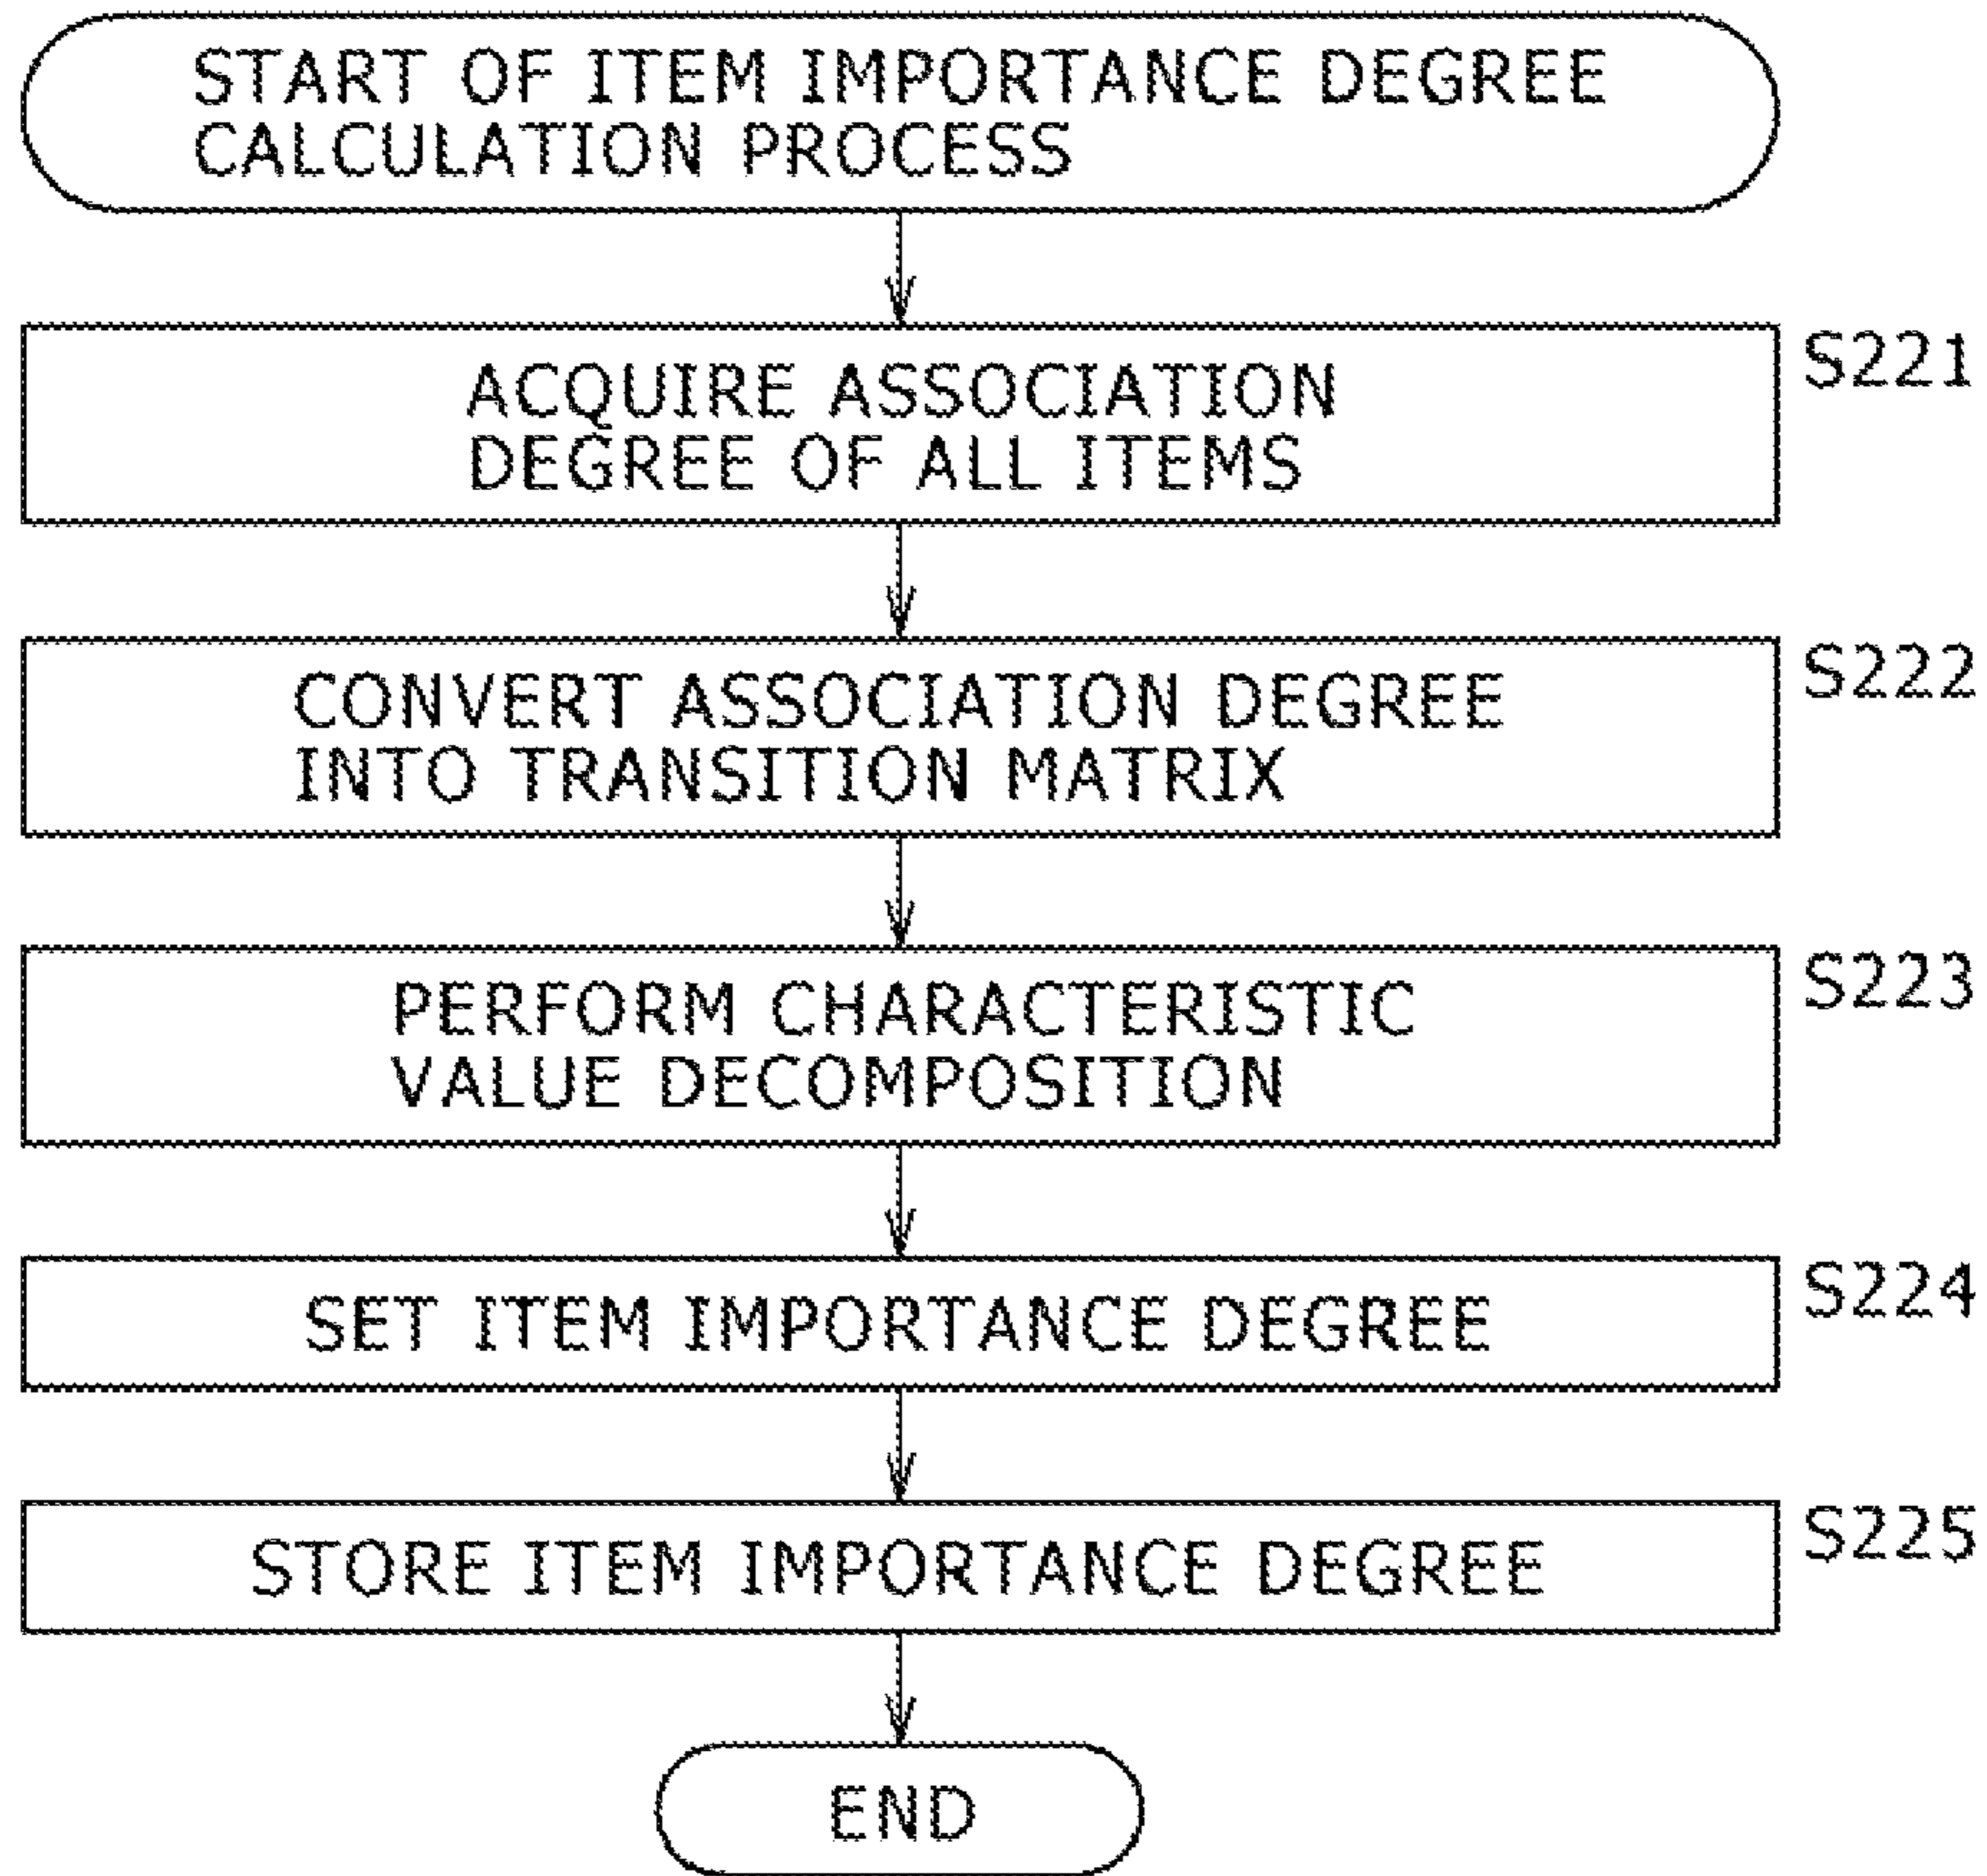 START OF ITEM IMPORTANCE DEGREE
CALCULATION PROCESS
ACQUIRE ASSOCIATION
DEGREE OF ALL ITEMS
S221
CONVERT ASSOCIATION DEGREE
INTO TRANSITION MATRIX
S222
PERFORM CHARACTERISTIC
VALUE DECOMPOSITION
S223
SET ITEM IMPORTANCE DEGREE
S224
STORE ITEM IMPORTANCE DEGREE
S225
END